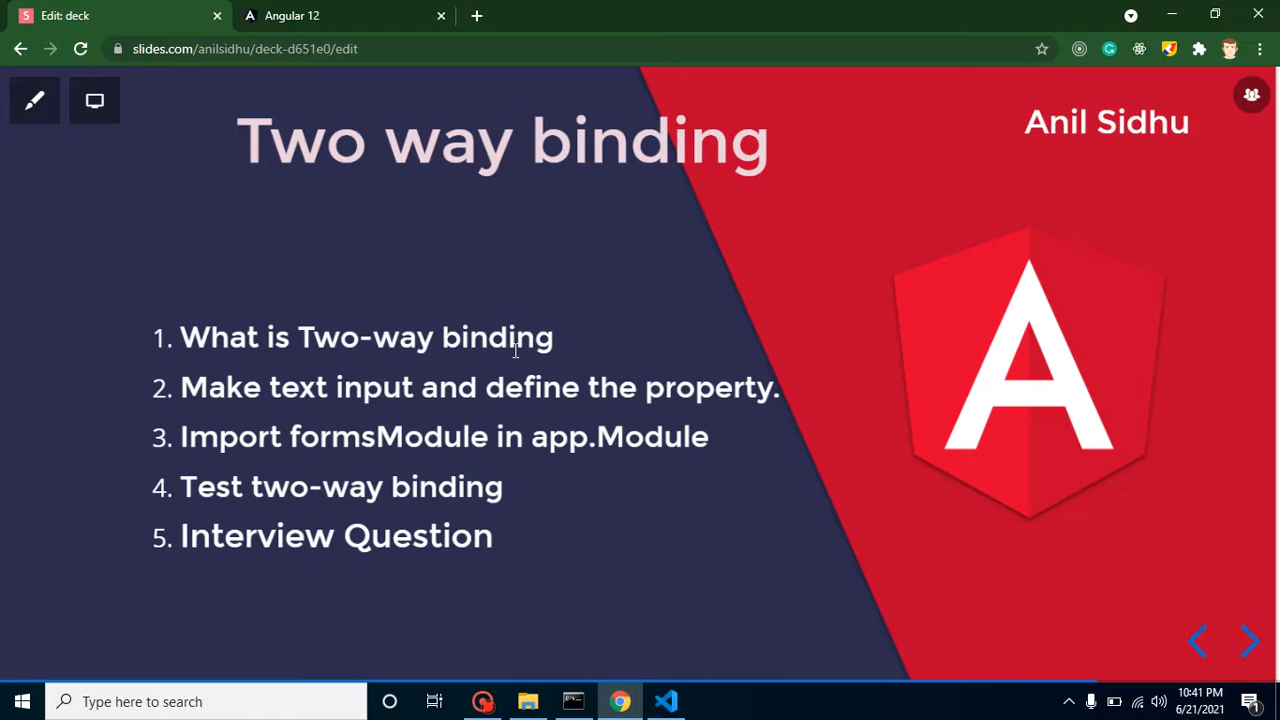 Edit: deck
Angular 12
slides.com/anilsidhu/deck-d651e0/edit
Two way binding
Anil Sidhu
1. What is Two-way binding
2. Make text input and define the property.
3. Import formsModule in app.Module
4. Test two-way binding
5. Interview Question
A
Type here to search
10:41 PM
6/21/2021
1